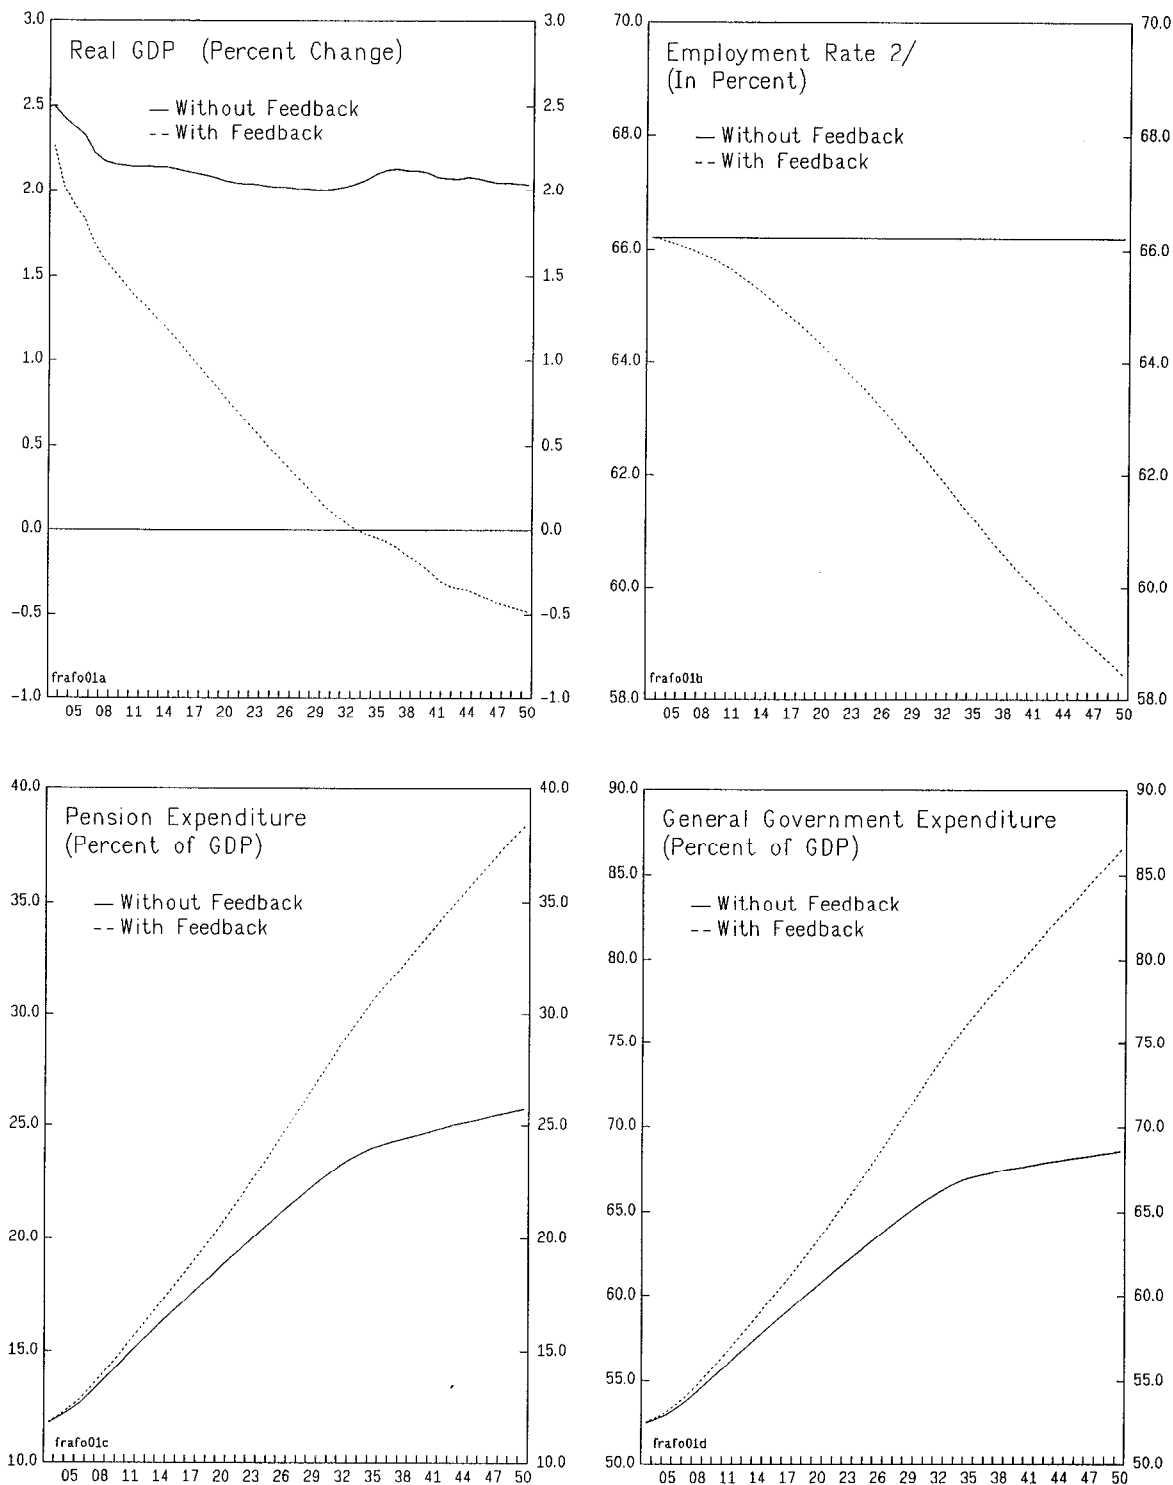 Real GDP (Percent Change)
— Without Feedback
-- With Feedback
3.0
2.5
2.0
1.5
1.0
0.5
0.0
-0.5
-1.0
3.0
2.5
2.0
1.5
1.0
0.5
0.0
-0.5
-1.0
frafo01a
05 08 11 14 17 20 23 26 29 32 35 38 41 44 47 50
Employment Rate 2/
(In Percent)
— Without Feedback
-- With Feedback
70.0
68.0
66.0
64.0
62.0
60.0
58.0
70.0
68.0
66.0
64.0
62.0
60.0
58.0
frafo01b
05 08 11 14 17 20 23 26 29 32 35 38 41 44 47 50
Pension Expenditure
(Percent of GDP)
— Without Feedback
-- With Feedback
40.0
35.0
30.0
25.0
20.0
15.0
10.0
40.0
35.0
30.0
25.0
20.0
15.0
10.0
frafo01c
05 08 11 14 17 20 23 26 29 32 35 38 41 44 47 50
General Government Expenditure
(Percent of GDP)
— Without Feedback
-- With Feedback
90.0
85.0
80.0
75.0
70.0
65.0
60.0
55.0
50.0
90.0
85.0
80.0
75.0
70.0
65.0
60.0
55.0
50.0
frafo01d
05 08 11 14 17 20 23 26 29 32 35 38 41 44 47 50